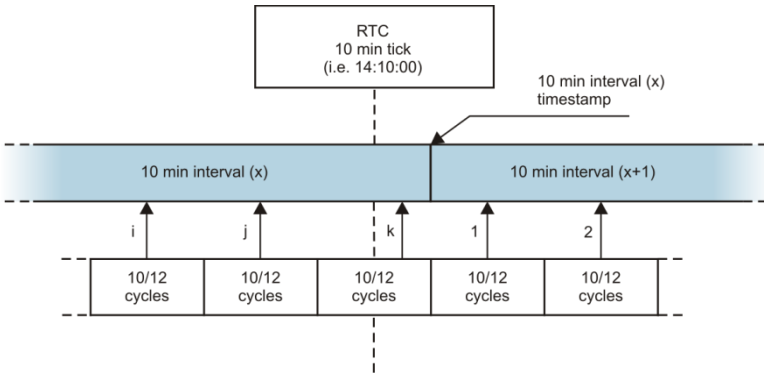 RTC
10 min tick
(i.e. 14:10:00)
10 min interval (x)
timestamp
10 min interval (x)
10 min interval (x+1)
i
j
k
1
2
10/12
cycles
10/12
cycles
10/12
cycles
10/12
cycles
10/12
cycles